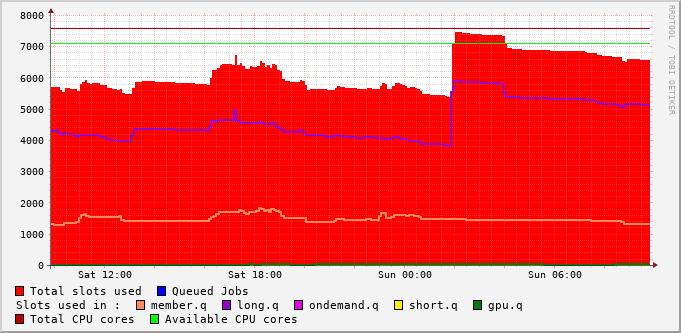 8000
7000
6000
5000
4000
3000
2000
1000
0
Sat 12:00 Sat 18:00 Sun 00:00 Sun 06:00
Total slots used Queued Jobs
Slots used in : member.q long.q ondemand.q short.q gpu.q
Total CPU cores Available CPU cores
RRDTOOL / TOBI OETIKER